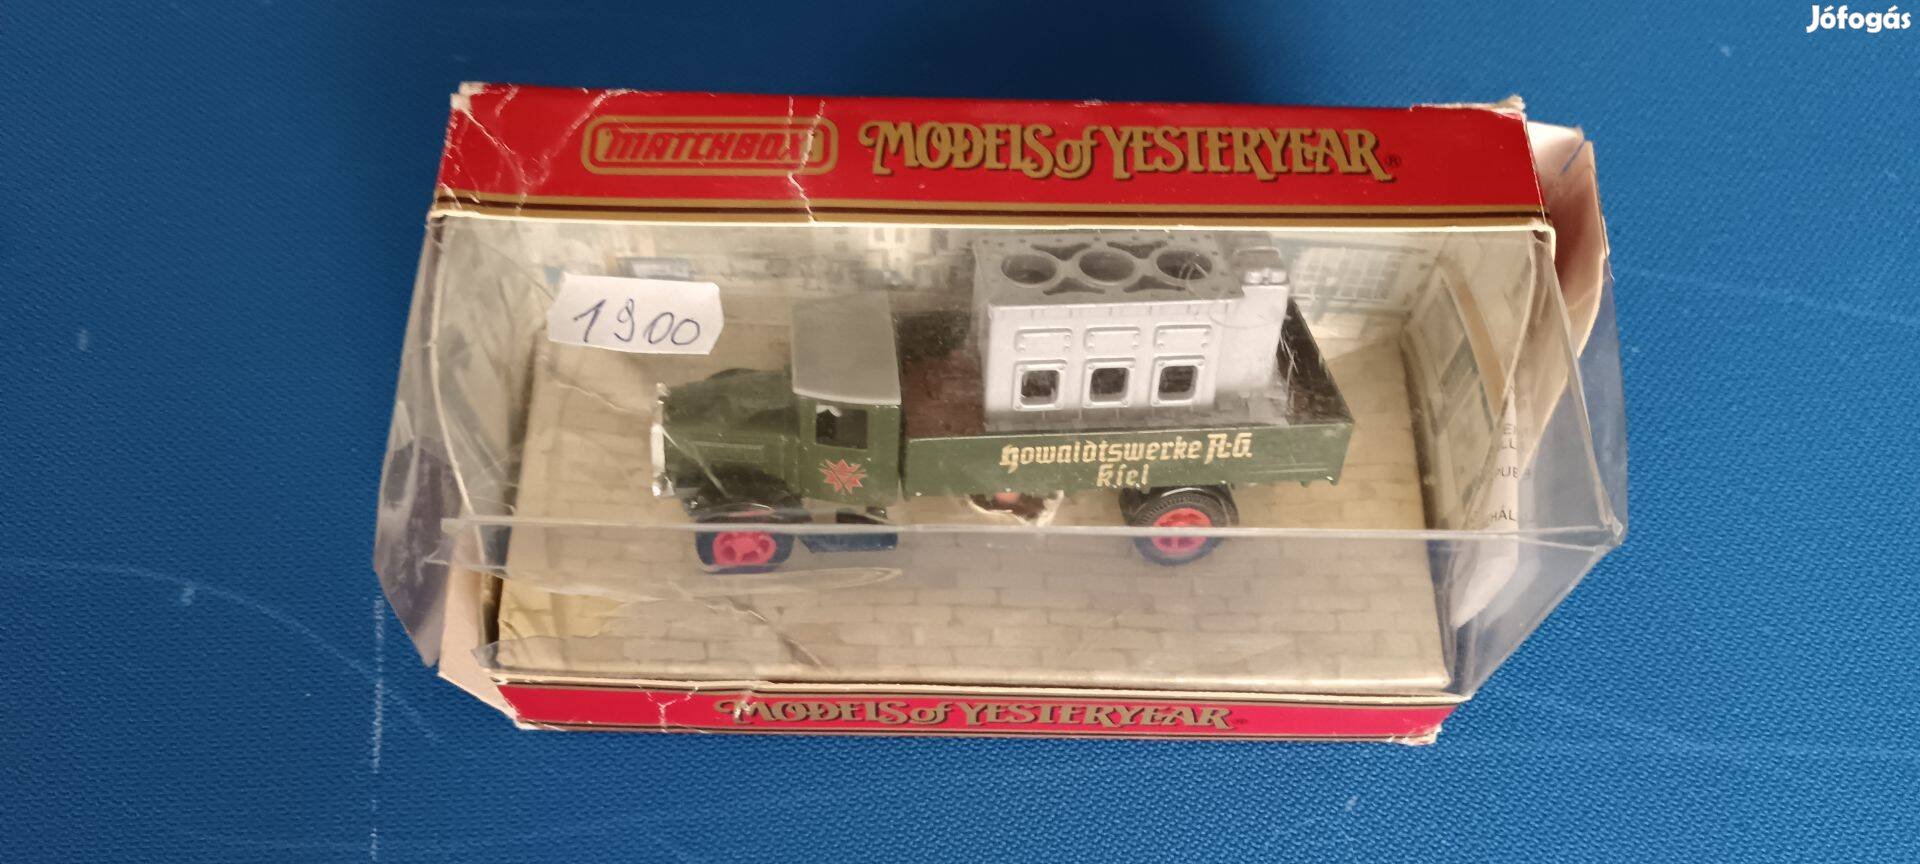 Jófogás
MATCHBOX MODELS of YESTERYEAR ®
1900
Howaldtswerke A.G.
Kiel
MODELS of YESTERYEAR ®